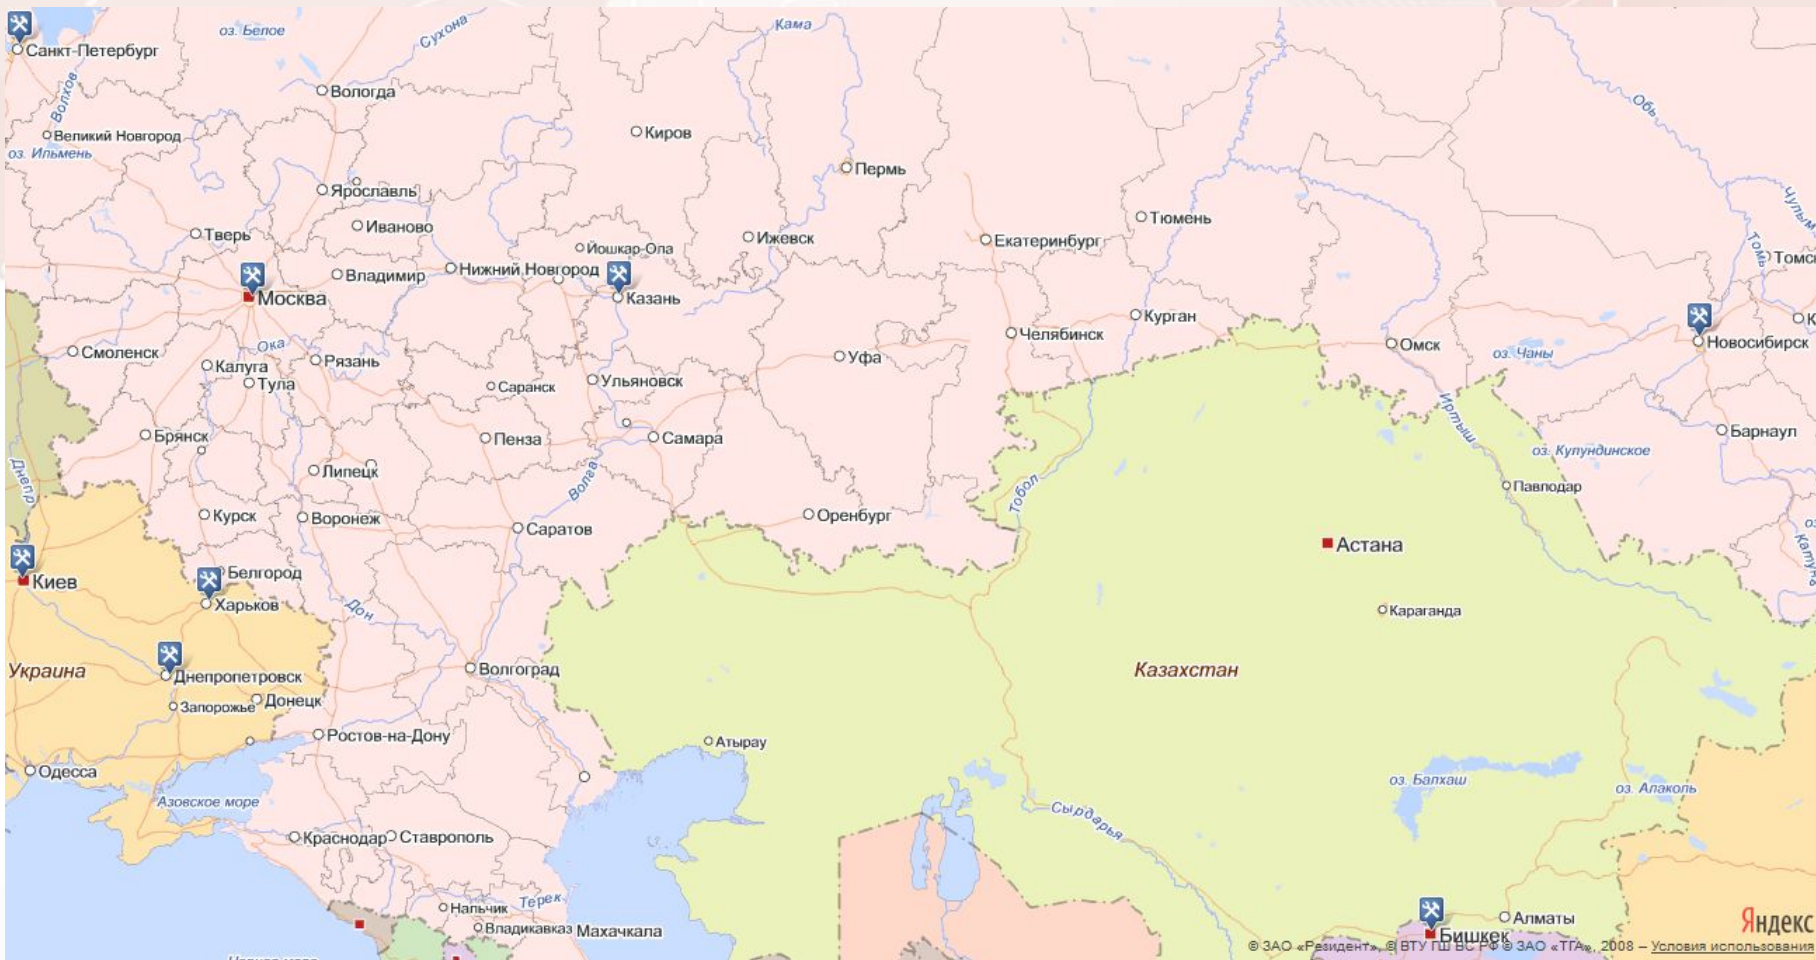 оз. Белое
Сухона
Кама
Санкт-Петербург
Волхов
Вологда
Обь
Великий Новгород
Киров
оз. Ильмень
Пермь
Ярославль
Чулым
Тюмень
Иваново
Тверь
Ижевск
Екатеринбург
Йошкар-Ола
Томь
Нижний Новгород
Владимир
Москва
Казань
Курган
Челябинск
Новосибирск
Омск
Ока
Смоленск
оз. Чаны
Рязань
Уфа
Калуга
Тула
Саранск
Ульяновск
Иртыш
Барнаул
Брянск
Пенза
Самара
оз. Кулундинское
Липецк
Днепр
Волга
Павлодар
Тобол
Курск
Воронеж
Оренбург
Саратов
Астана
Катунь
Белгород
Киев
Харьков
Дон
Караганда
Украина
Днепропетровск
Волгоград
Казахстан
Запорожье
Донецк
Ростов-на-Дону
Атырау
Одесса
оз. Балхаш
оз. Алаколь
Азовское море
Сырдарья
Краснодар
Ставрополь
Терек
Нальчик
Владикавказ
Махачкала
Алматы
Яндекс
Бишкек
© ЗАО «Резидент», © ВТУ ГШ ВС РФ © ЗАО «ТГА», 2008 – Условия использования